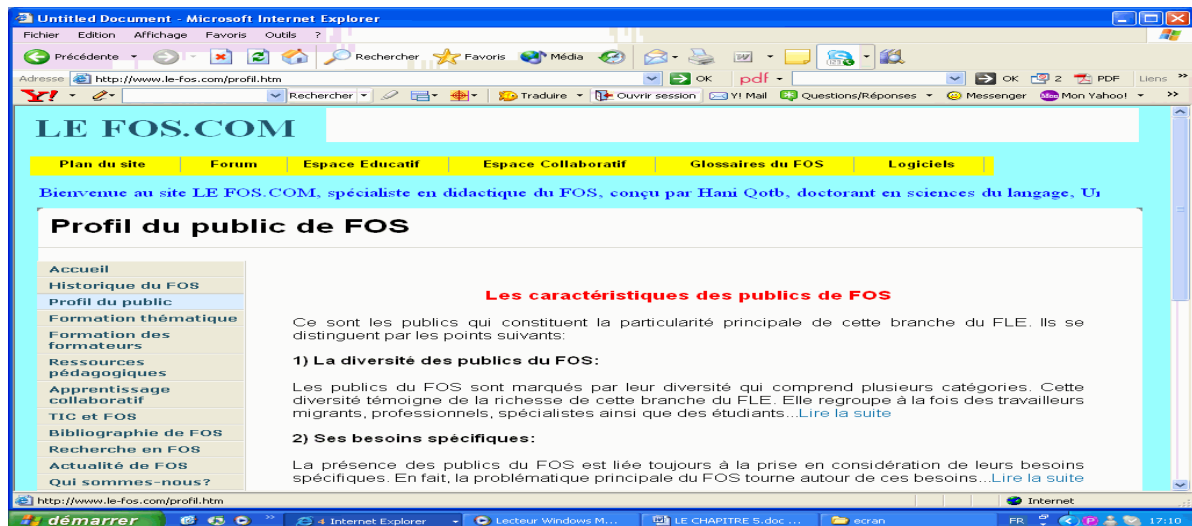 Untitled Document - Microsoft Internet Explorer
Fichier Edition Affichage Favoris Outils ?
Précédente Rechercher Favoris Média
Adresse http://www.le-fos.com/profil.htm OK pdf - OK 2 PDF Liens »
Y! Rechercher Traduire Ouvrir session Y! Mail Questions/Réponses Messenger Mon Yahoo! »
LE FOS.COM
Plan du site Forum Espace Educatif Espace Collaboratif Glossaires du FOS Logiciels
Bienvenue au site LE FOS.COM, spécialiste en didactique du FOS, conçu par Hani Qotb, doctorant en sciences du langage,
Profil du public de FOS
Accueil
Historique du FOS
Profil du public
Formation thématique
Formation des
formateurs
Ressources
pédagogiques
Apprentissage
collaboratif
TIC et FOS
Bibliographie de FOS
Recherche en FOS
Actualité de FOS
Qui sommes-nous?
Les caractéristiques des publics de FOS
Ce sont les publics qui constituent la particularité principale de cette branche du FLE. Ils se
distinguent par les points suivants:
1) La diversité des publics du FOS:
Les publics du FOS sont marqués par leur diversité qui comprend plusieurs catégories. Cette
diversité témoigne de la richesse de cette branche du FLE. Elle regroupe à la fois des travailleurs
migrants, professionnels, spécialistes ainsi que des étudiants...Lire la suite
2) Ses besoins spécifiques:
La présence des publics du FOS est liée toujours à la prise en considération de leurs besoins
spécifiques. En fait, la problématique principale du FOS tourne autour de ces besoins...Lire la suite
http://www.le-fos.com/profil.htm Internet
démarrer » 4 Internet Explorer Lecteur Windows M... LE CHAPITRE 5.doc ... ecran FR 17:10